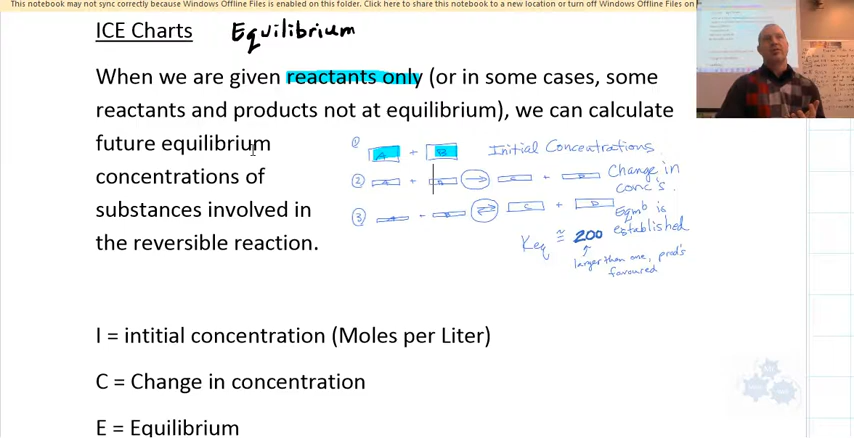 This notebook may not sync correctly because Windows Offline Files is enabled on this folder. Click here to share this notebook to a new location or turn off Windows Offline Files on
ICE Charts Equilibrium
When we are given reactants only (or in some cases, some
reactants and products not at equilibrium), we can calculate
future equilibrium
concentrations of
substances involved in
the reversible reaction.
① A + B Initial Concentrations
② A + B → C + D Change in
conc's.
③ A + B ⇌ C + D Eqm is
established
Keq ≅ 200
↑
larger than one, prod's
favoured
I = intitial concentration (Moles per Liter)
C = Change in concentration
E = Equilibrium